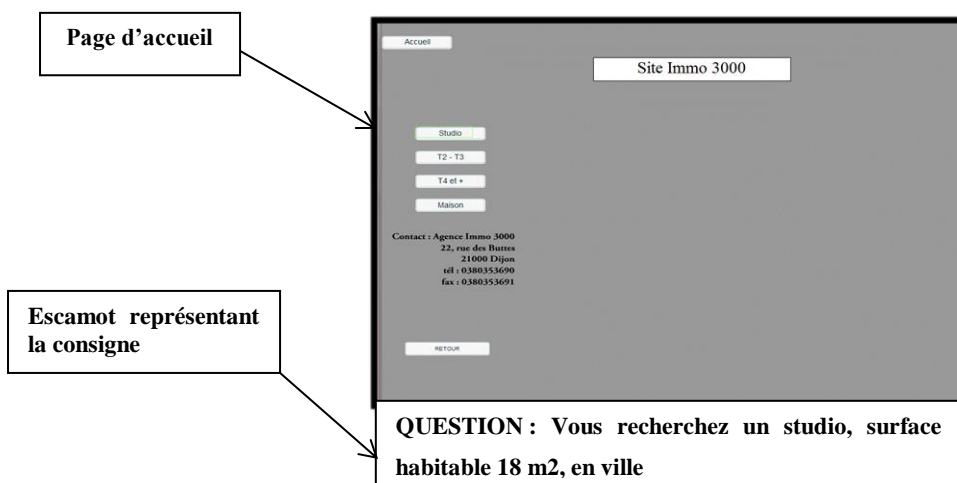 Page d’accueil
Accueil
Site Immo 3000
Studio
T2 - T3
T4 et +
Maison
Contact : Agence Immo 3000
22, rue des Buttes
21000 Dijon
tél : 0380353690
fax : 0380353691
Escamot représentant
la consigne
RETOUR
QUESTION : Vous recherchez un studio, surface
habitable 18 m2, en ville